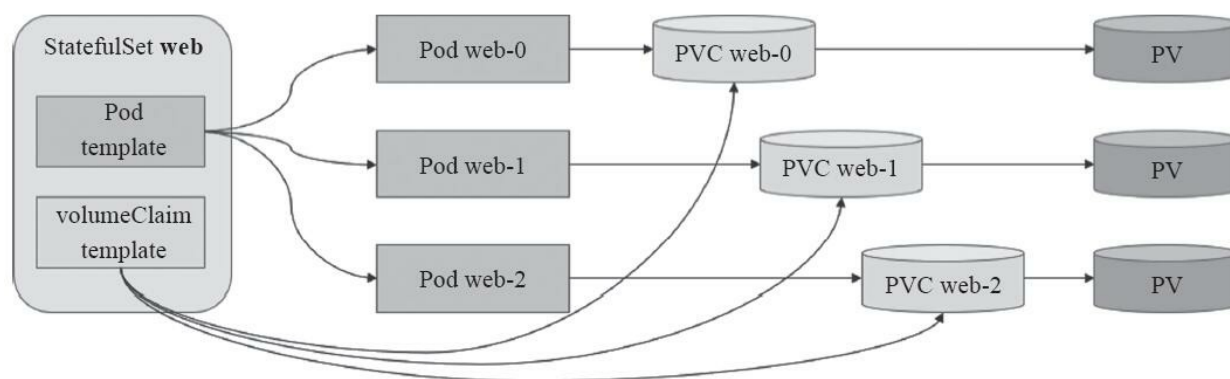 StatefulSet web
Pod
template
volumeClaim
template
Pod web-0
PVC web-0
PV
Pod web-1
PVC web-1
PV
Pod web-2
PVC web-2
PV